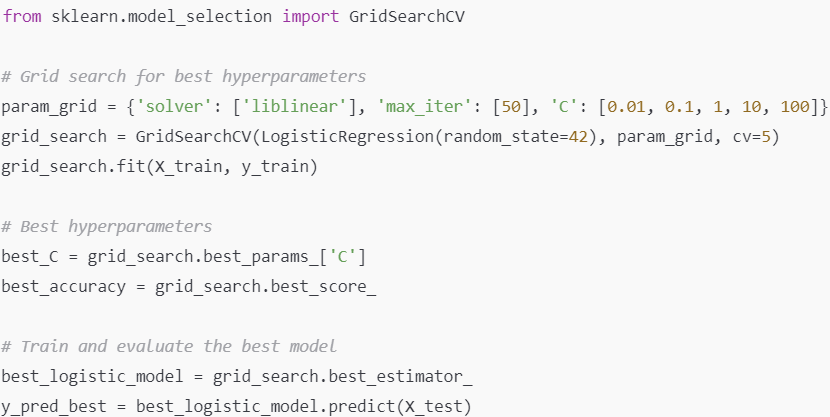 from sklearn.model_selection import GridSearchCV
# Grid search for best hyperparameters
param_grid = {'solver': ['liblinear'], 'max_iter': [50], 'C': [0.01, 0.1, 1, 10, 100]}
grid_search = GridSearchCV(LogisticRegression(random_state=42), param_grid, cv=5)
grid_search.fit(X_train, y_train)
# Best hyperparameters
best_C = grid_search.best_params_['C']
best_accuracy = grid_search.best_score_
# Train and evaluate the best model
best_logistic_model = grid_search.best_estimator_
y_pred_best = best_logistic_model.predict(X_test)